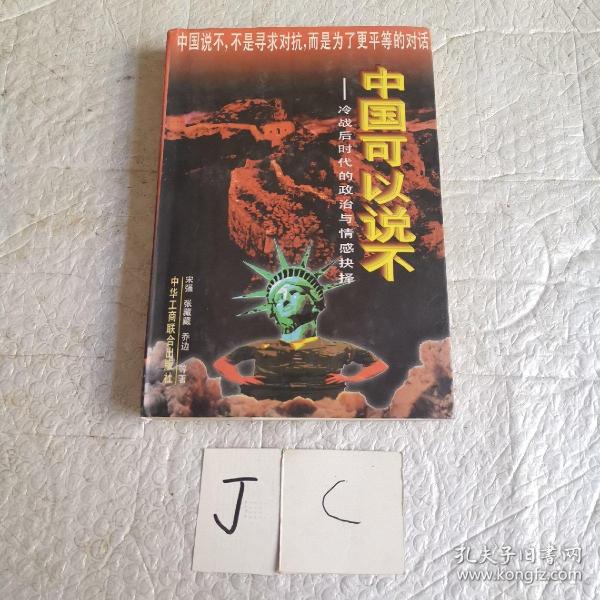 中国说不，不是寻求对抗，而是为了更平等的对话
中国可以说不
——冷战后时代的政治与情感抉择
宋强 张藏藏 乔边 等著
中华工商联合出版社
J
C
孔夫子旧书网
www.kongfz.com